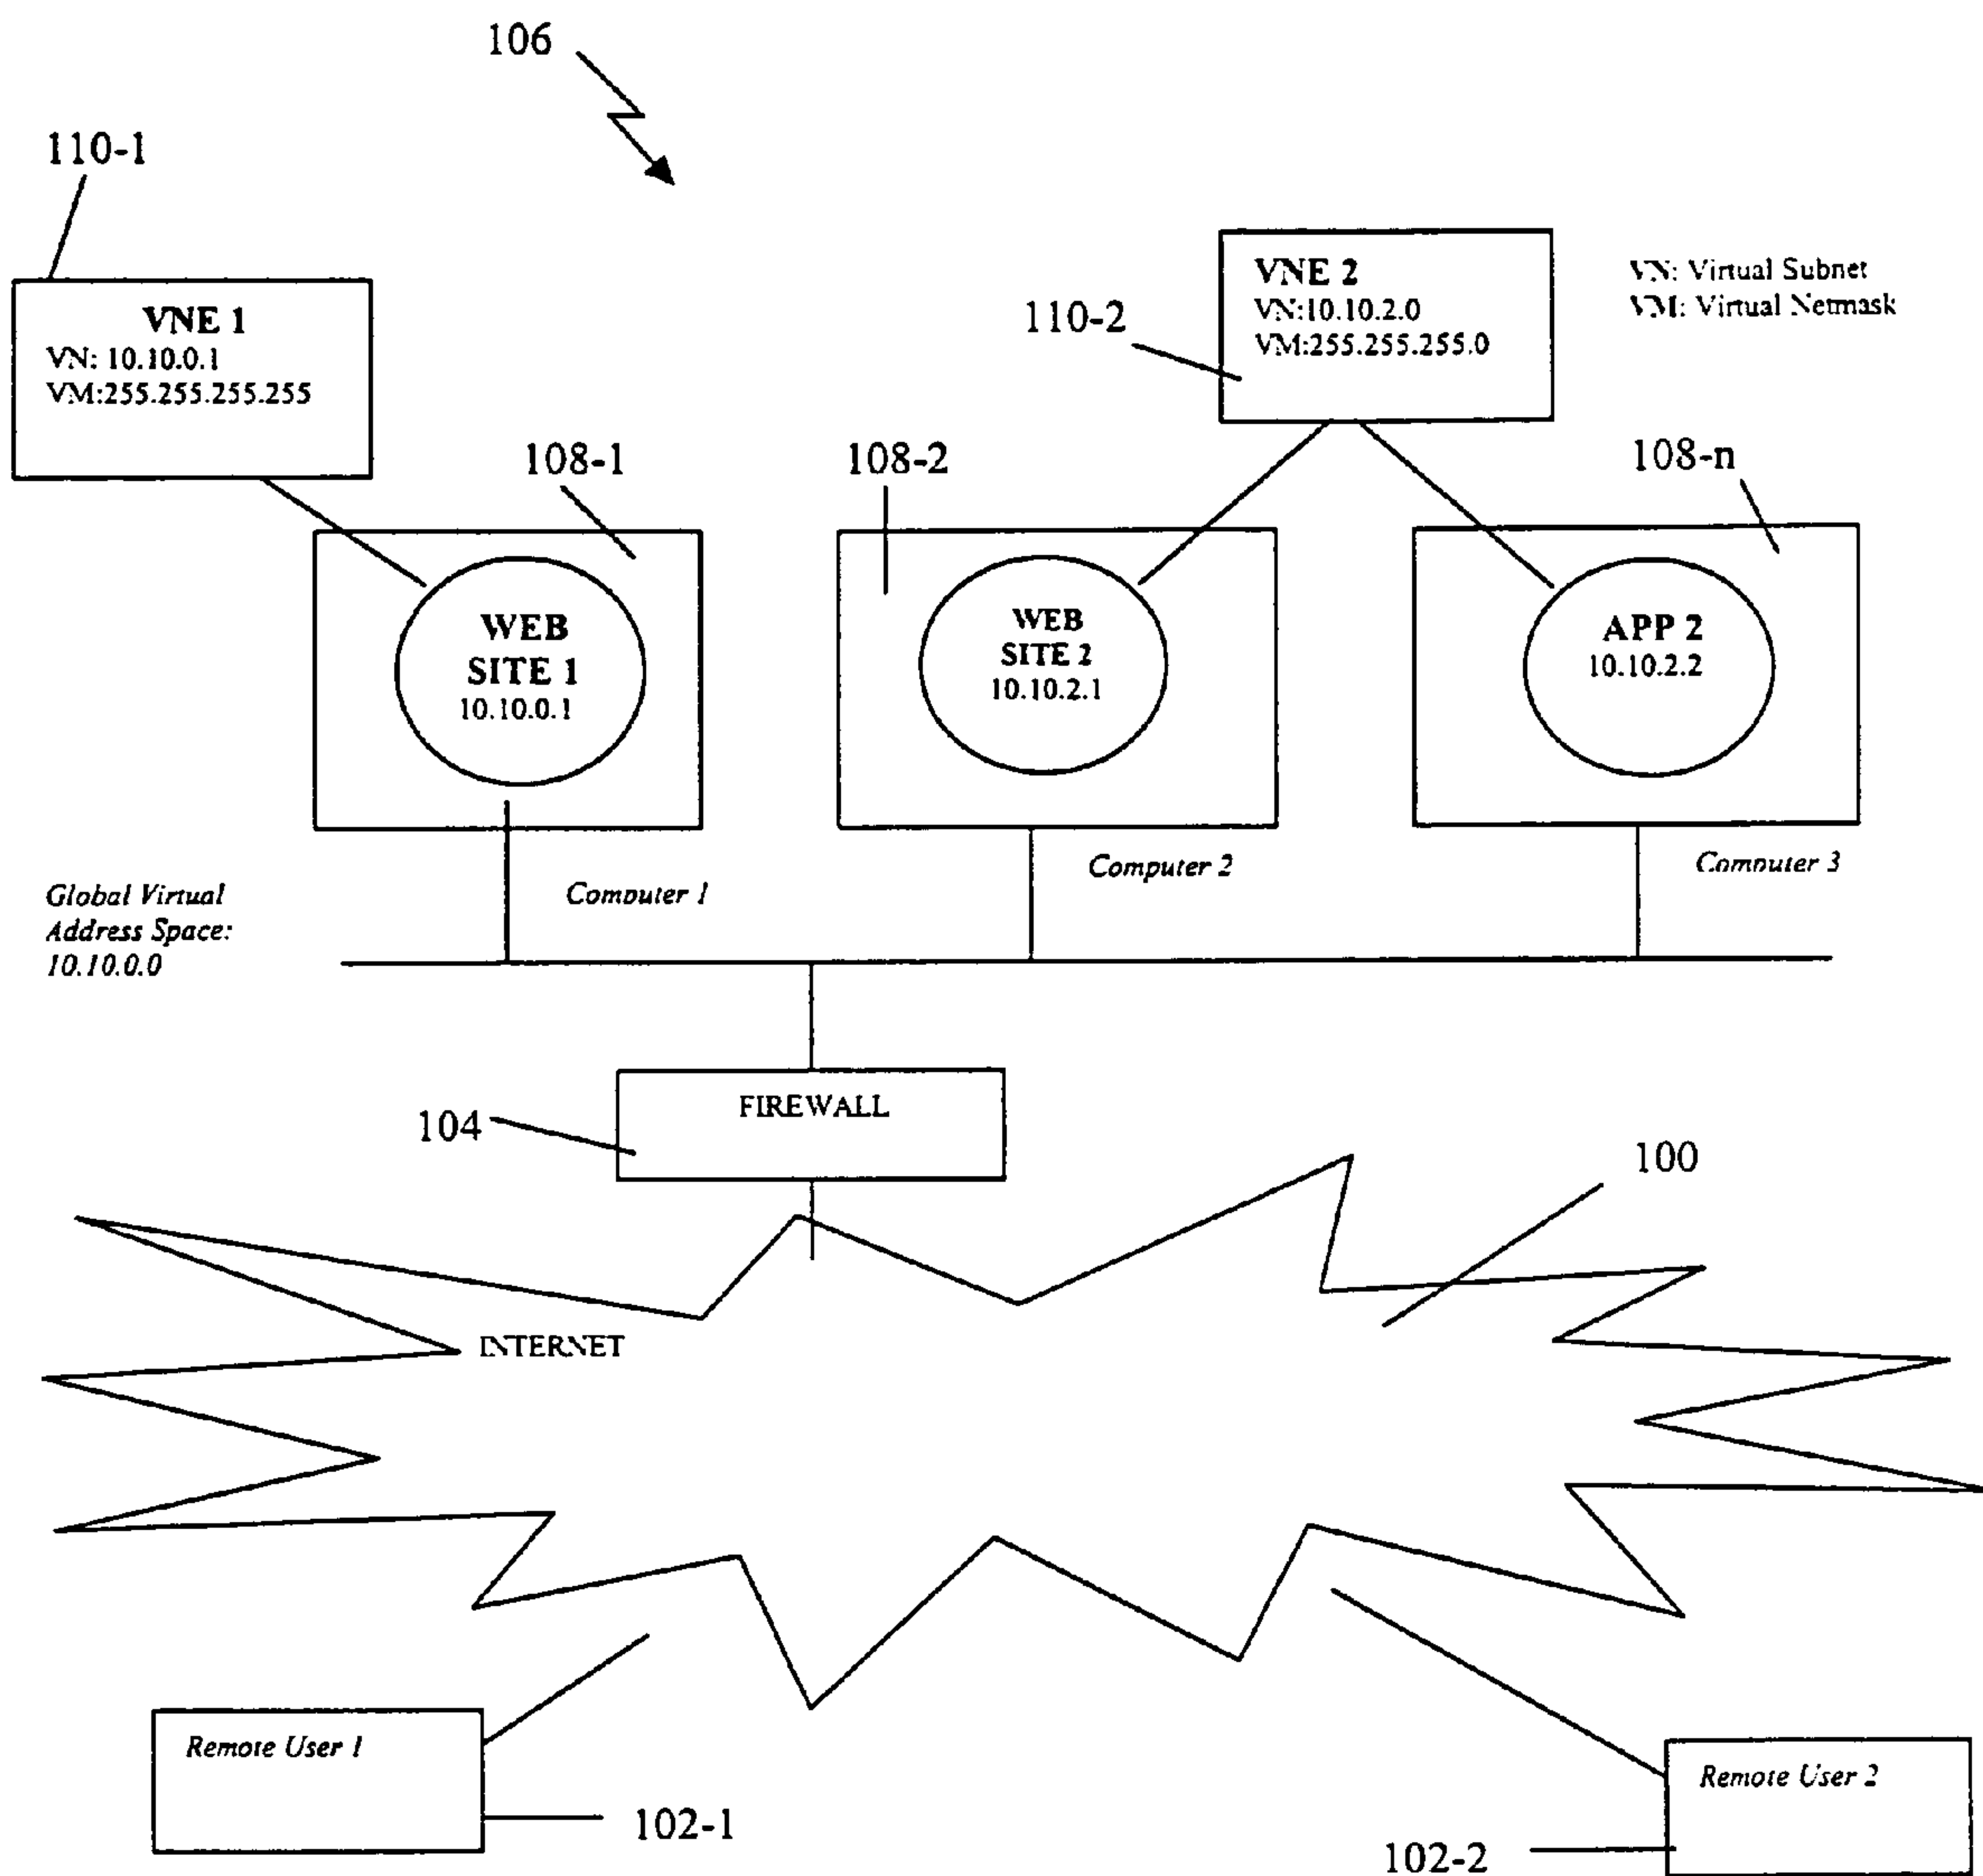 106
110-1
VNE 1
VN: 10.10.0.1
VM:255.255.255.255
VNE 2
VN:10.10.2.0
VM:255.255.255.0
VN: Virtual Subnet
VM: Virtual Netmask
110-2
108-1
108-2
108-n
WEB
SITE 1
10.10.0.1
WEB
SITE 2
10.10.2.1
APP 2
10.10.2.2
Computer 1
Computer 2
Computer 3
Global Virtual
Address Space:
10.10.0.0
FIREWALL
104
100
INTERNET
Remote User 1
102-1
Remote User 2
102-2